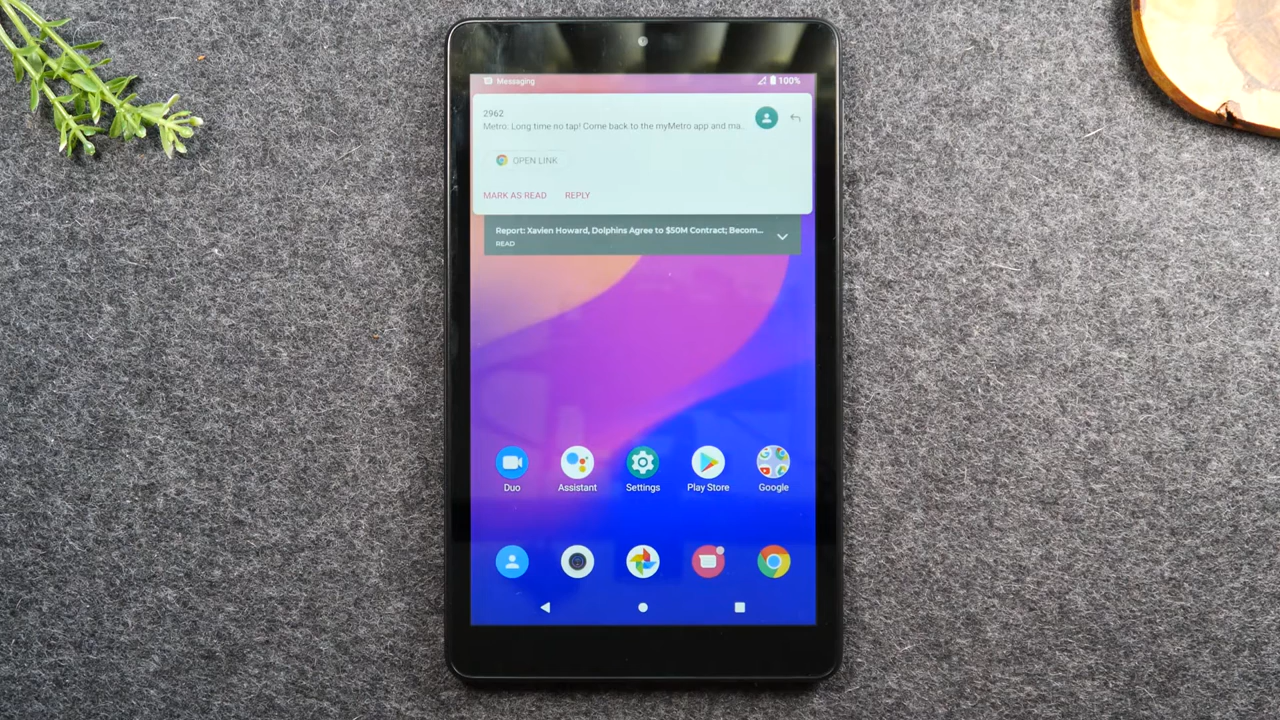 Messaging
100%
2962
Metro: Long time no tap! Come back to the myMetro app and ma...
OPEN LINK
MARK AS READ REPLY
Report: Xavien Howard, Dolphins Agree to $50M Contract; Becom...
READ
Duo Assistant Settings Play Store Google